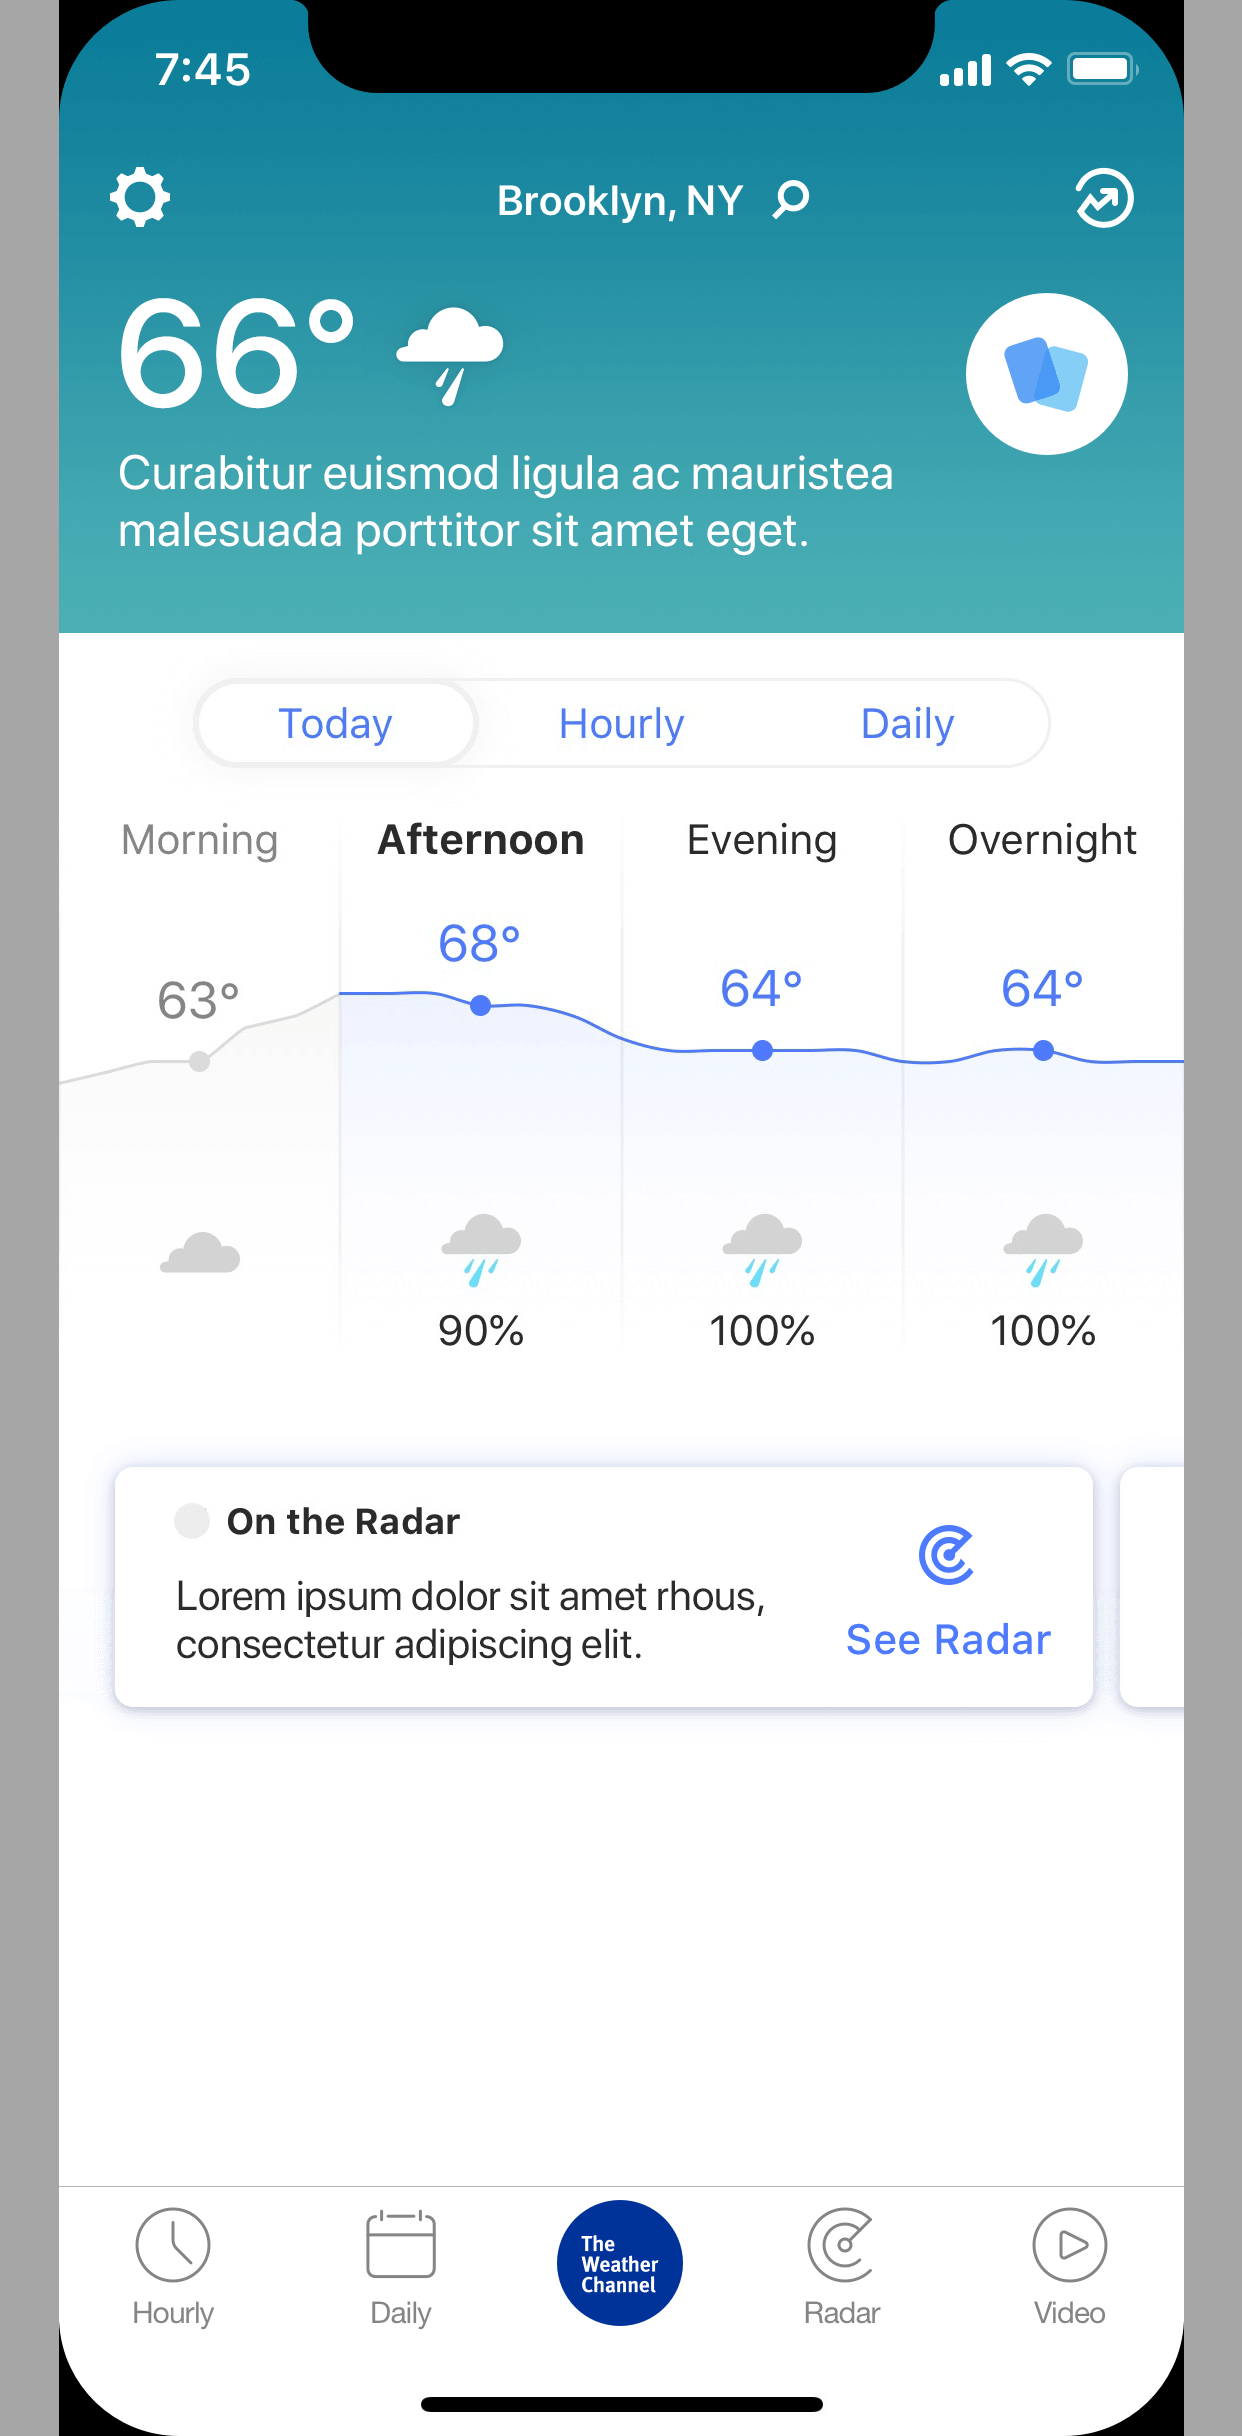 7:45
Brooklyn, NY
66°
Curabitur euismod ligula ac mauristea
malesuada porttitor sit amet eget.
Today Hourly Daily
Morning Afternoon Evening Overnight
63° 68° 64° 64°
90% 100% 100%
On the Radar
Lorem ipsum dolor sit amet rhous,
consectetur adipiscing elit.
See Radar
The
Weather
Channel
Hourly Daily Radar Video